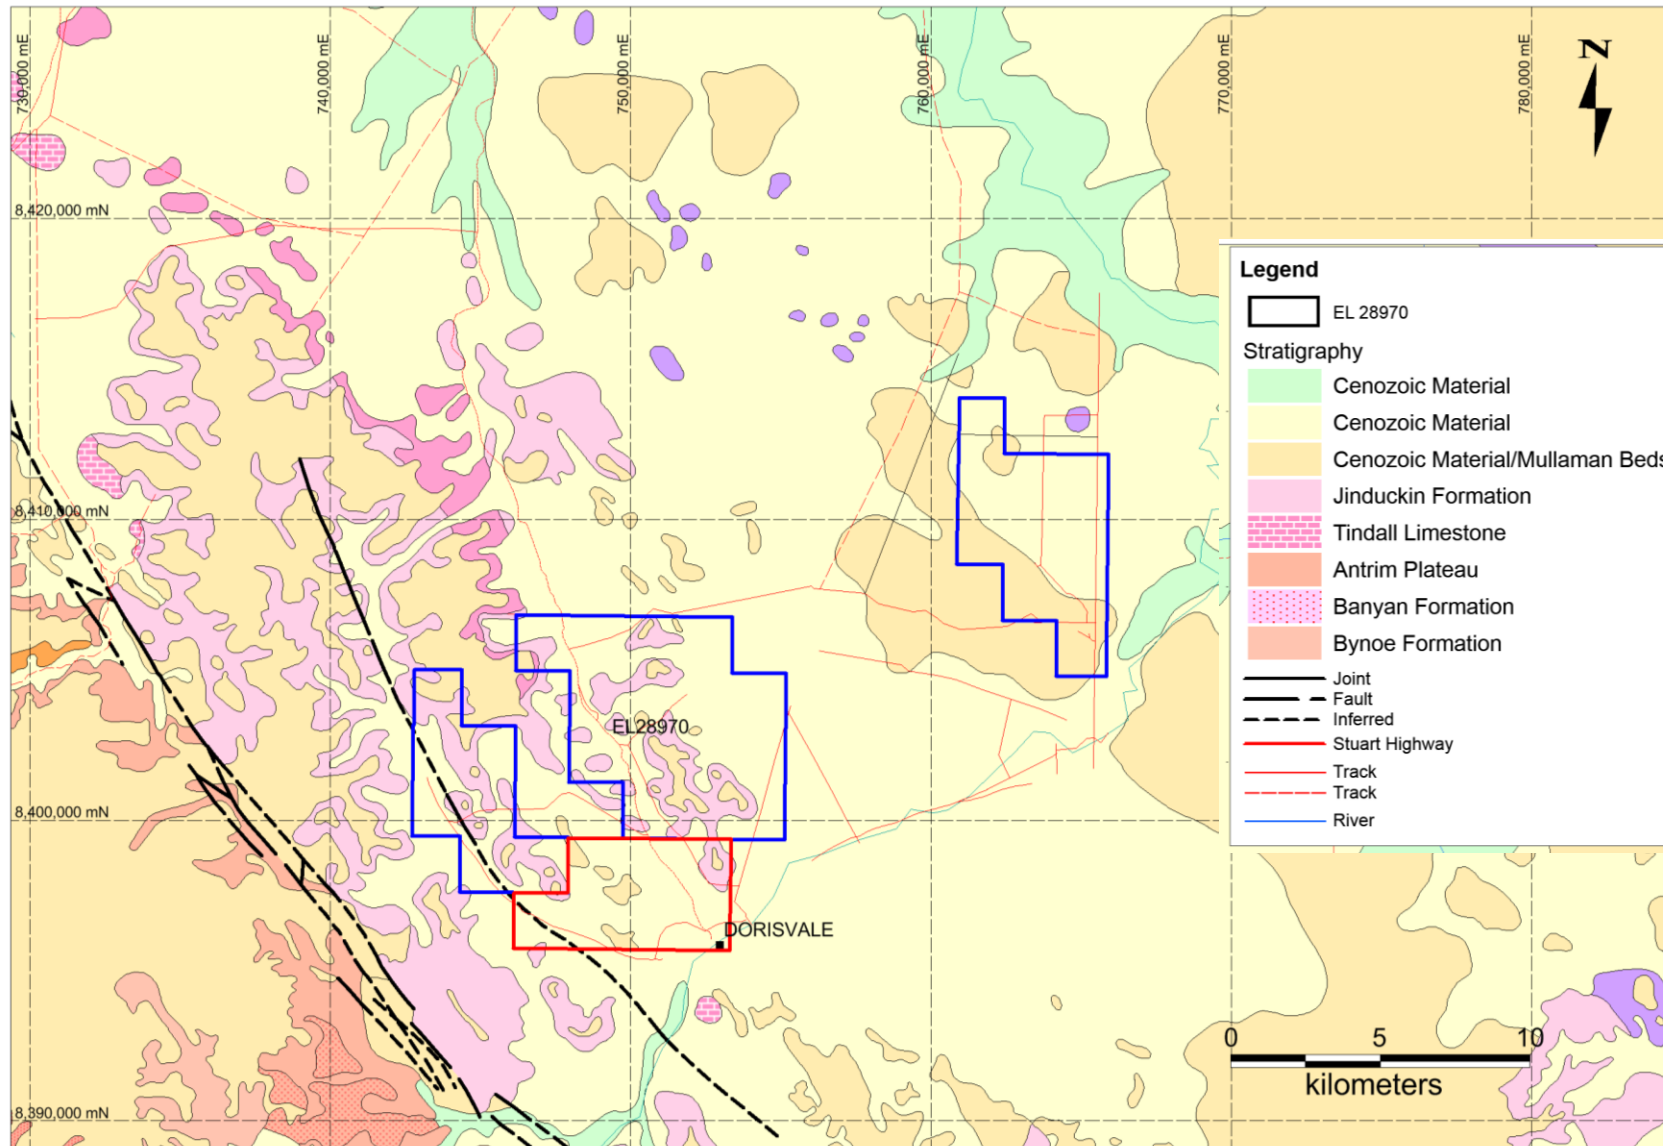 730,000 mE
740,000 mE
750,000 mE
760,000 mE
770,000 mE
780,000 mE
N
8,420,000 mN
8,410,000 mN
8,400,000 mN
8,390,000 mN
EL28970
DORISVALE
Legend
EL 28970
Stratigraphy
Cenozoic Material
Cenozoic Material
Cenozoic Material/Mullaman Beds
Jinduckin Formation
Tindall Limestone
Antrim Plateau
Banyan Formation
Bynoe Formation
Joint
Fault
Inferred
Stuart Highway
Track
Track
River
0 5 10
kilometers